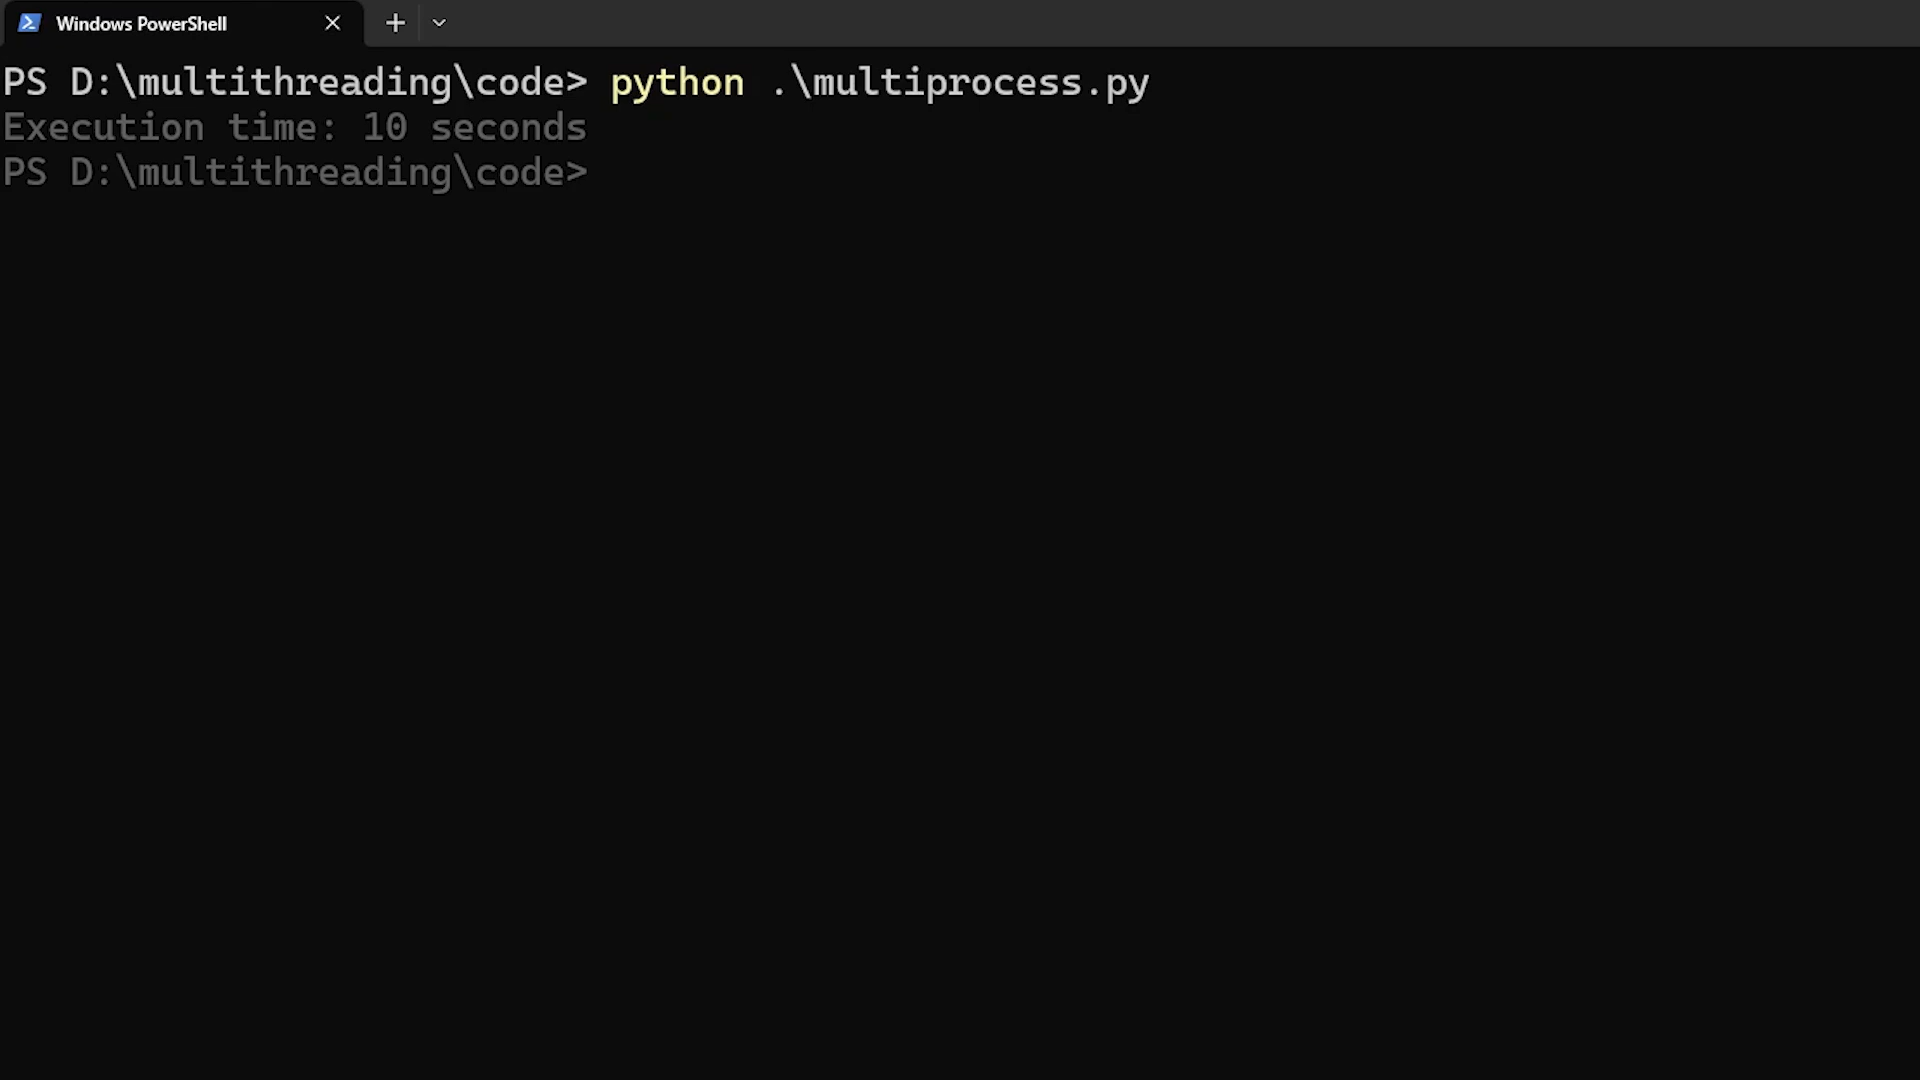 Windows PowerShell
PS D:\multithreading\code> python .\multiprocess.py
Execution time: 10 seconds
PS D:\multithreading\code>